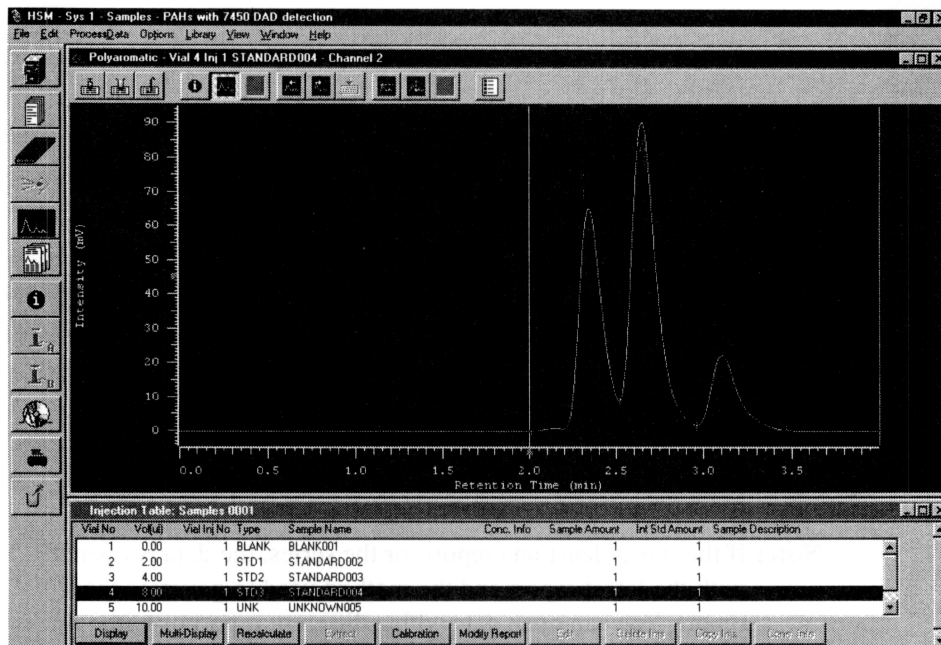 HSM - Sys 1 - Samples - PAHs with 7450 DAD detection
File Edit ProcessData Options Library View Window Help
Polyaromatic - Vial 4 Inj 1 STANDARD004 - Channel 2
90
80
70
60
50
40
30
20
10
0
Intensity (mV)
0.0 0.5 1.0 1.5 2.0 2.5 3.0 3.5
Retention Time (min)
A
B
Injection Table: Samples 0001
Vial No Vol(ul) Vial Inj No Type Sample Name Conc. Info Sample Amount Int Std Amount Sample Description
1 0.00 1 BLANK BLANK001 1 1
2 2.00 1 STD1 STANDARD002 1 1
3 4.00 1 STD2 STANDARD003 1 1
4 8.00 1 STD3 STANDARD004 1 1
5 10.00 1 UNK UNKNOWN005 1 1
Display Multi-Display Recalculate Extract Calibration Modify Report Edit Delete Injs Copy Injs Conc. Info